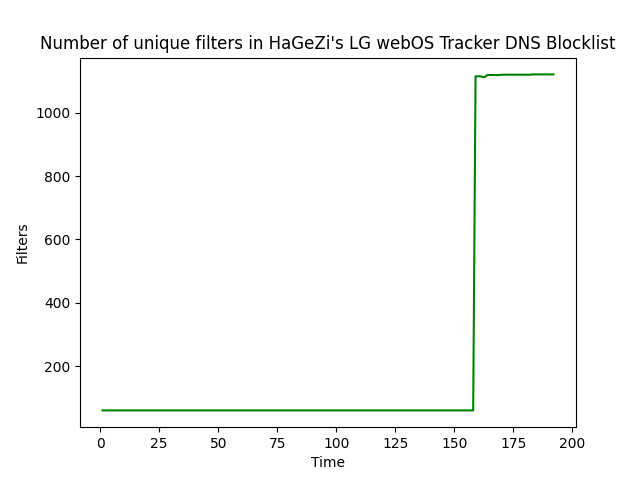 Number of unique filters in HaGeZi's LG webOS Tracker DNS Blocklist
1000
800
600
400
200
Filters
0 25 50 75 100 125 150 175 200
Time